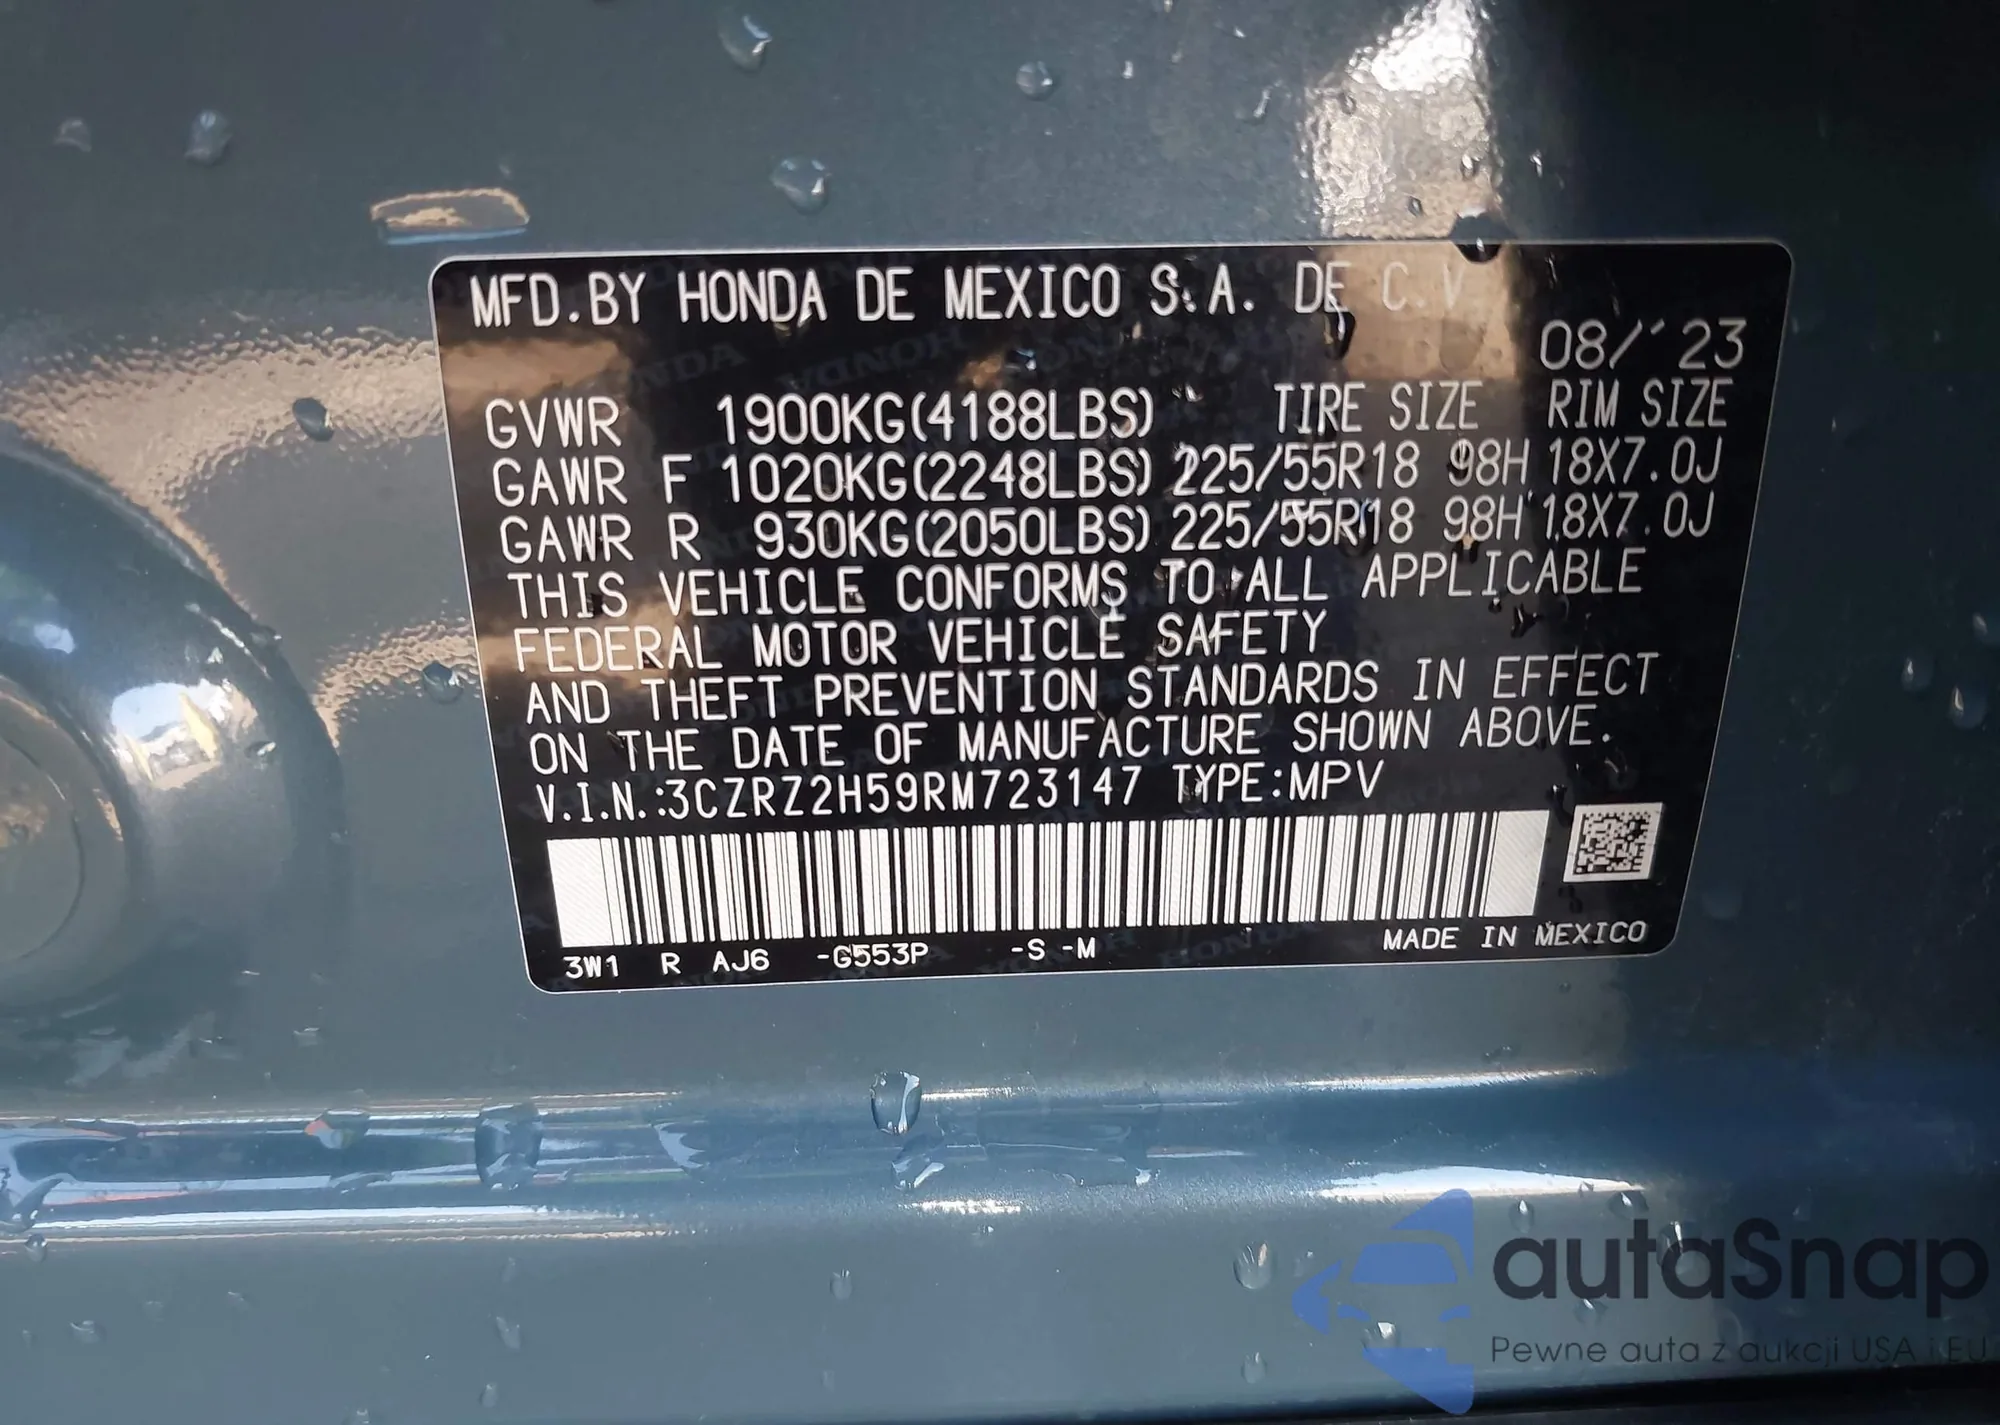 MFD.BY HONDA DE MEXICO S.A. DE C.V
08/'23
GVWR 1900KG(4188LBS) TIRE SIZE RIM SIZE
GAWR F 1020KG(2248LBS) 225/55R18 98H 18X7.0J
GAWR R 930KG(2050LBS) 225/55R18 98H 18X7.0J
THIS VEHICLE CONFORMS TO ALL APPLICABLE
FEDERAL MOTOR VEHICLE SAFETY
AND THEFT PREVENTION STANDARDS IN EFFECT
ON THE DATE OF MANUFACTURE SHOWN ABOVE.
V.I.N.:3CZRZ2H59RM723147 TYPE:MPV
3W1 R AJ6 -G553P -S -M MADE IN MEXICO
autaSnap
Pewne auta z aukcji USA i EU